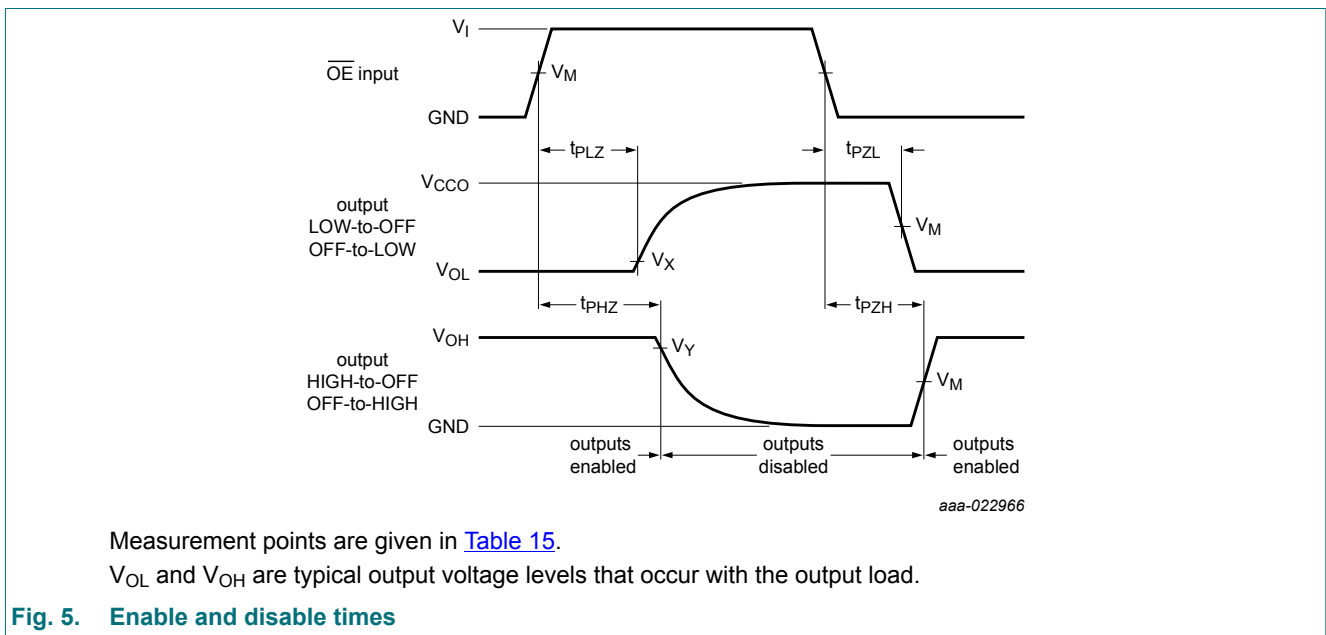 V_I
O̅E̅ input
V_M
GND
t_PLZ
t_PZL
V_CCO
output
LOW-to-OFF
OFF-to-LOW
V_M
V_X
V_OL
t_PHZ
t_PZH
V_OH
V_Y
output
HIGH-to-OFF
OFF-to-HIGH
V_M
GND
outputs enabled
outputs disabled
outputs enabled
aaa-022966
Measurement points are given in Table 15.
V_OL and V_OH are typical output voltage levels that occur with the output load.
Fig. 5. Enable and disable times